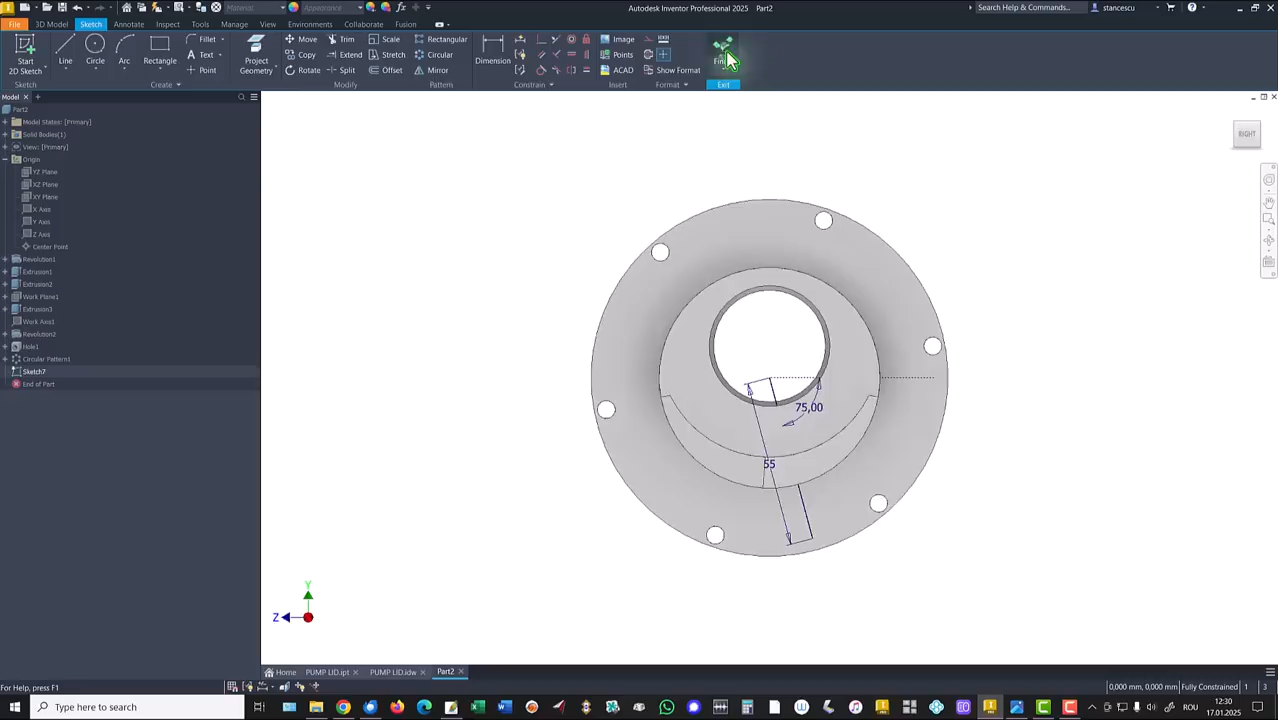 Material
Appearance
Autodesk Inventor Professional 2025 Part2
Search Help & Commands...
stancescu
File
3D Model
Sketch
Annotate
Inspect
Tools
Manage
View
Environments
Collaborate
Fusion
Start
2D Sketch
Line
Circle
Arc
Rectangle
Fillet
Text
Point
Project
Geometry
Move
Copy
Rotate
Trim
Extend
Split
Scale
Stretch
Offset
Rectangular
Circular
Mirror
Dimension
Image
Points
ACAD
Show Format
Sketch
Create
Modify
Pattern
Constrain
Insert
Format
Exit
Model
Part2
Model States: [Primary]
Solid Bodies(1)
View: [Primary]
Origin
YZ Plane
XZ Plane
XY Plane
X Axis
Y Axis
Z Axis
Center Point
Revolution1
Extrusion1
Extrusion2
Work Plane1
Extrusion3
Work Axis1
Revolution2
Hole1
Circular Pattern1
Sketch7
End of Part
RIGHT
75,00
55
Y
Z
Home
PUMP LID.ipt
PUMP LID.idw
Part2
For Help, press F1
0,000 mm, 0,000 mm
Fully Constrained
1
3
Type here to search
12:30
17.01.2025